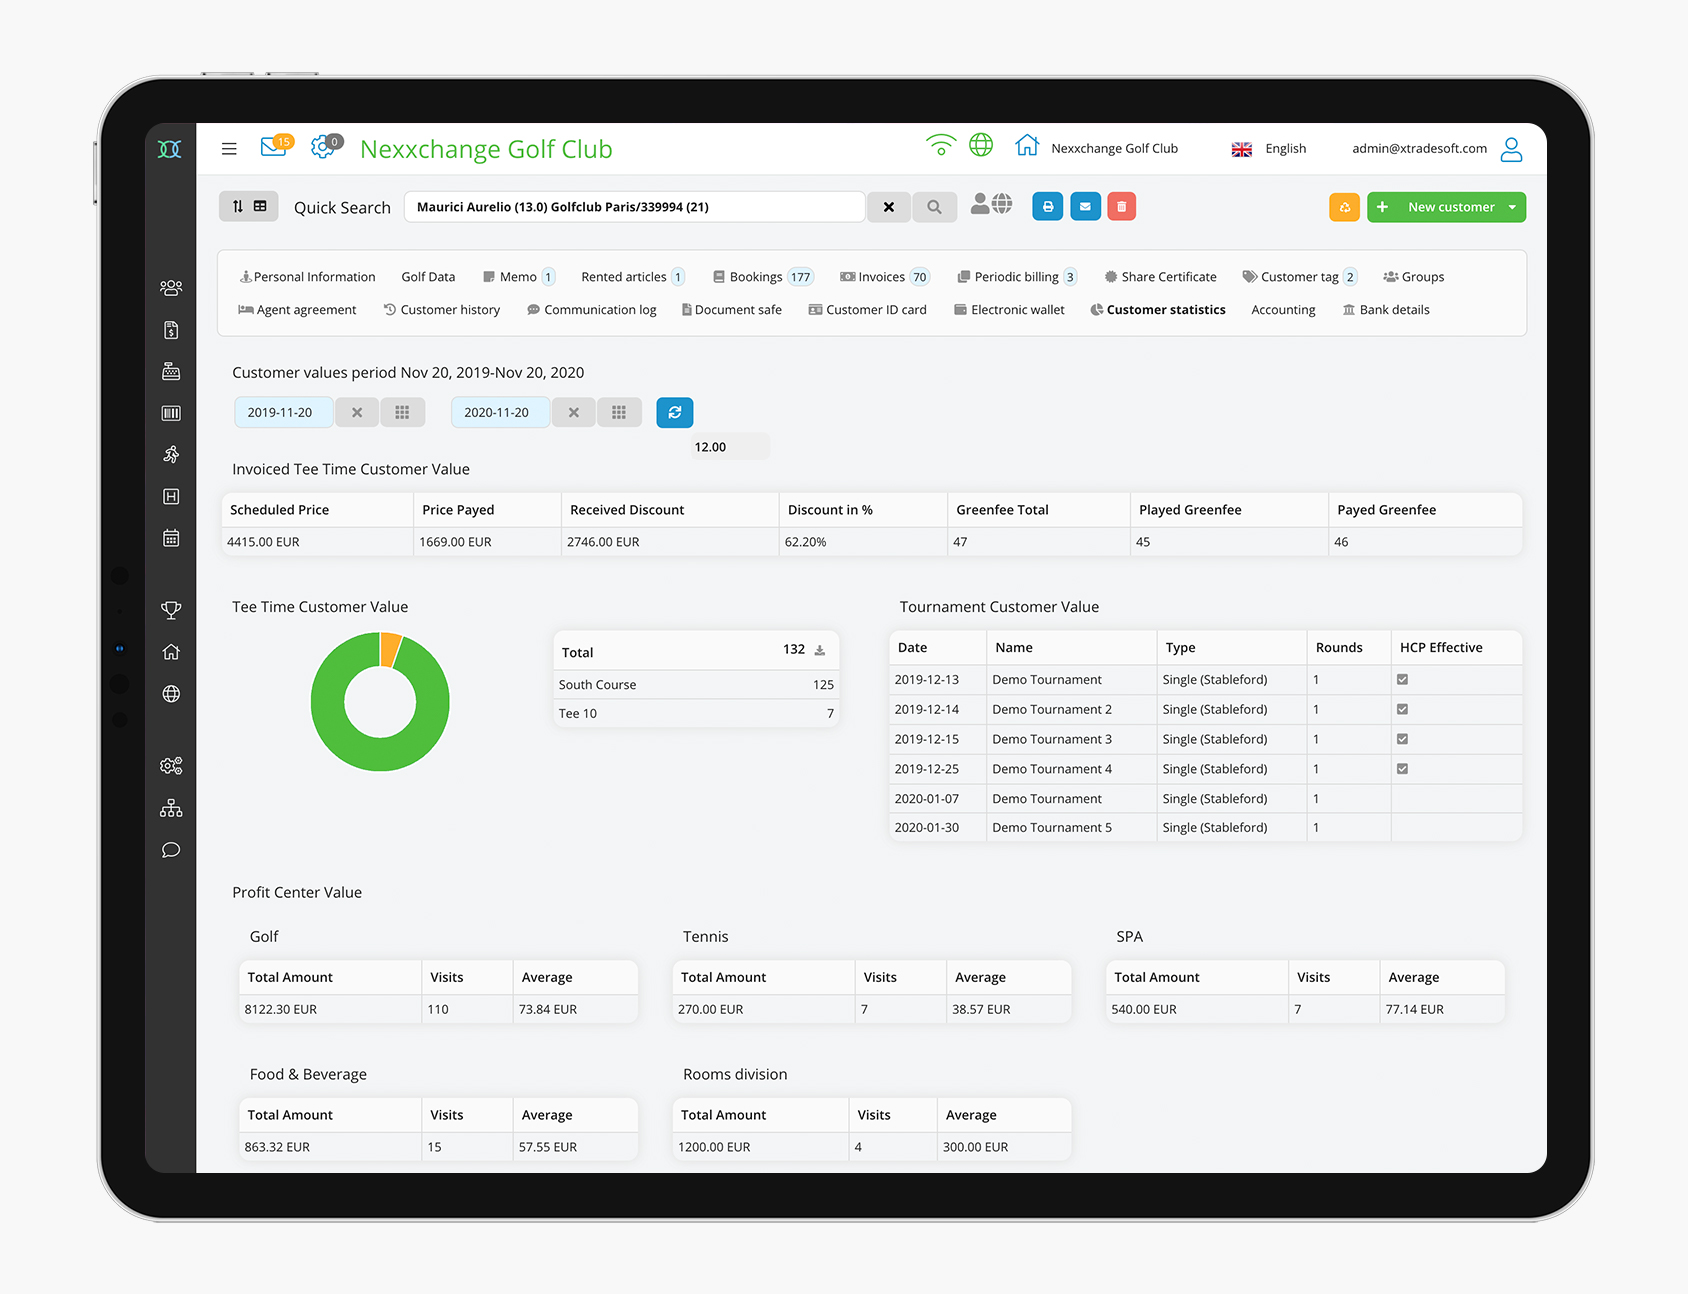 15 0 Nexxchange Golf Club Nexxchange Golf Club English admin@xtradesoft.com
Quick Search Maurici Aurelio (13.0) Golfclub Paris/339994 (21) New customer
Personal Information Golf Data Memo 1 Rented articles 1 Bookings 177 Invoices 70 Periodic billing 3 Share Certificate Customer tag 2 Groups
Agent agreement Customer history Communication log Document safe Customer ID card Electronic wallet Customer statistics Accounting Bank details
Customer values period Nov 20, 2019-Nov 20, 2020
2019-11-20 2020-11-20
12.00
Invoiced Tee Time Customer Value
Scheduled Price Price Payed Received Discount Discount in % Greenfee Total Played Greenfee Payed Greenfee
4415.00 EUR 1669.00 EUR 2746.00 EUR 62.20% 47 45 46
Tee Time Customer Value
Total 132
South Course 125
Tee 10 7
Tournament Customer Value
Date Name Type Rounds HCP Effective
2019-12-13 Demo Tournament Single (Stableford) 1
2019-12-14 Demo Tournament 2 Single (Stableford) 1
2019-12-15 Demo Tournament 3 Single (Stableford) 1
2019-12-25 Demo Tournament 4 Single (Stableford) 1
2020-01-07 Demo Tournament Single (Stableford) 1
2020-01-30 Demo Tournament 5 Single (Stableford) 1
Profit Center Value
Golf
Total Amount Visits Average
8122.30 EUR 110 73.84 EUR
Tennis
Total Amount Visits Average
270.00 EUR 7 38.57 EUR
SPA
Total Amount Visits Average
540.00 EUR 7 77.14 EUR
Food & Beverage
Total Amount Visits Average
863.32 EUR 15 57.55 EUR
Rooms division
Total Amount Visits Average
1200.00 EUR 4 300.00 EUR